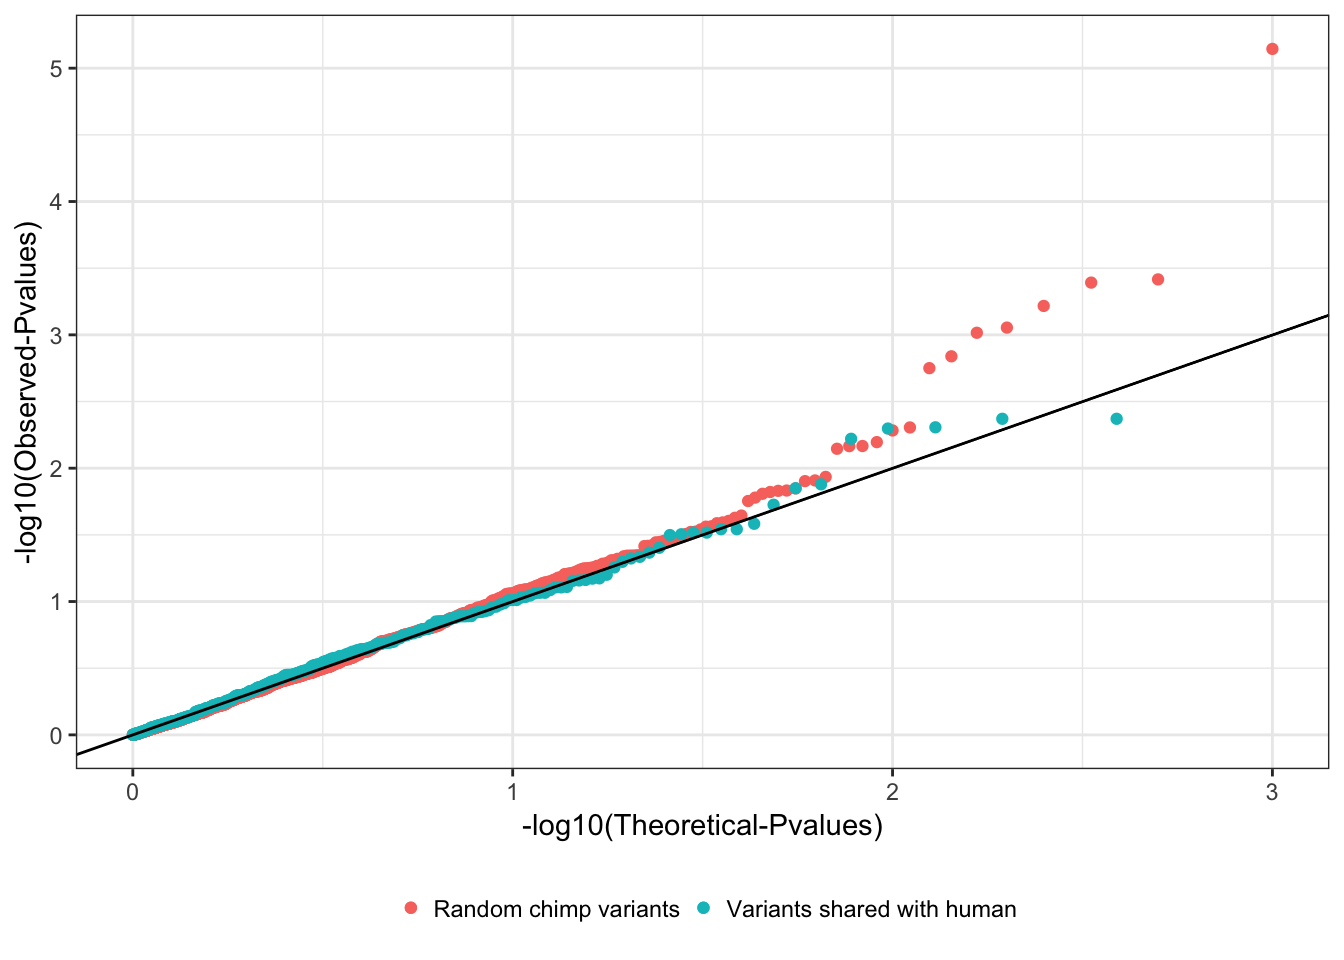 5
4
3
2
1
0
-log10(Observed-Pvalues)
0 1 2 3
-log10(Theoretical-Pvalues)
Random chimp variants Variants shared with human